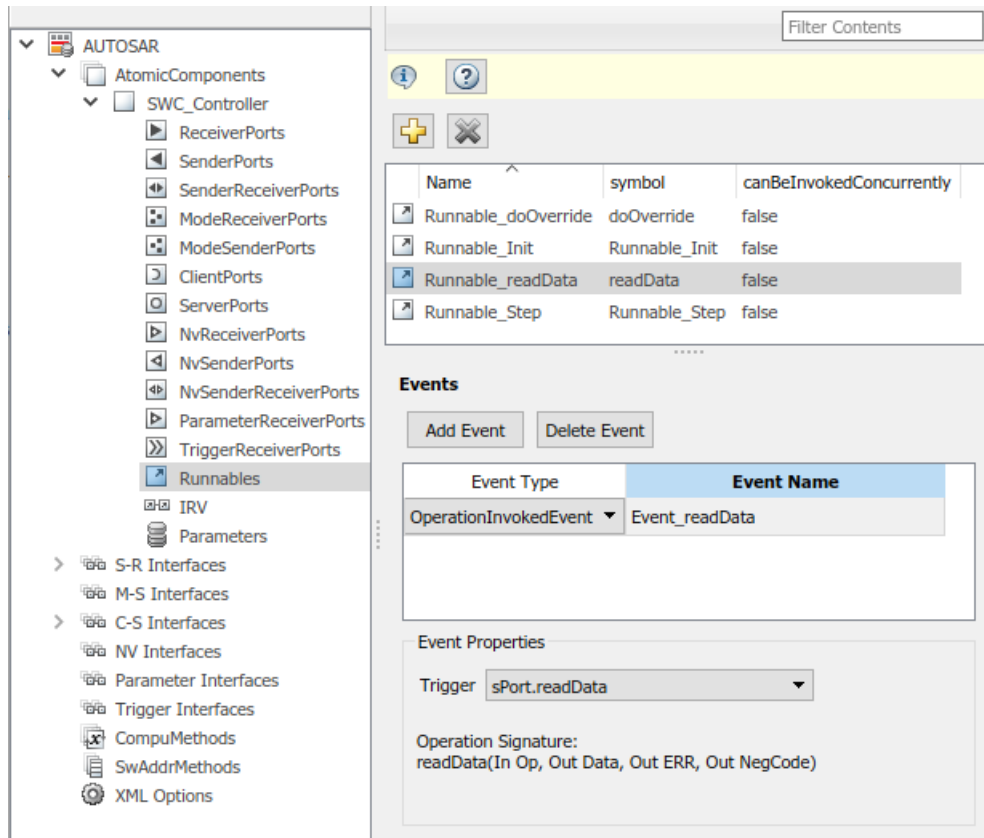 Filter Contents
AUTOSAR
AtomicComponents
SWC_Controller
ReceiverPorts
SenderPorts
SenderReceiverPorts
ModeReceiverPorts
ModeSenderPorts
ClientPorts
ServerPorts
NvReceiverPorts
NvSenderPorts
NvSenderReceiverPorts
ParameterReceiverPorts
TriggerReceiverPorts
Runnables
IRV
Parameters
S-R Interfaces
M-S Interfaces
C-S Interfaces
NV Interfaces
Parameter Interfaces
Trigger Interfaces
CompuMethods
SwAddrMethods
XML Options
Name symbol canBeInvokedConcurrently
Runnable_doOverride doOverride false
Runnable_Init Runnable_Init false
Runnable_readData readData false
Runnable_Step Runnable_Step false
Events
Add Event Delete Event
Event Type Event Name
OperationInvokedEvent Event_readData
Event Properties
Trigger sPort.readData
Operation Signature:
readData(In Op, Out Data, Out ERR, Out NegCode)